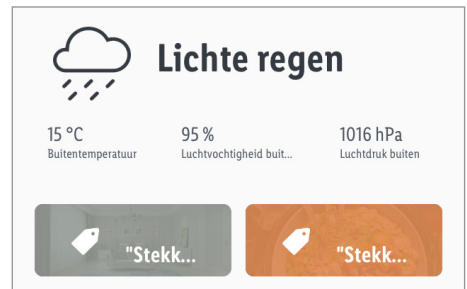 Lichte regen
15 °C 95 % 1016 hPa
Buitentemperatuur Luchtvochtigheid buit... Luchtdruk buiten
"Stekk... "Stekk...